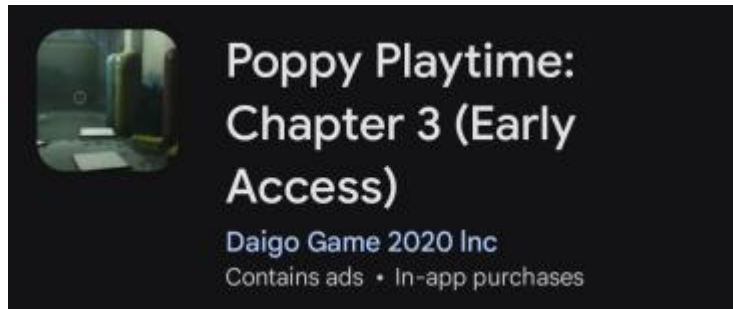 Poppy Playtime:
Chapter 3 (Early
Access)
Daigo Game 2020 Inc
Contains ads • In-app purchases